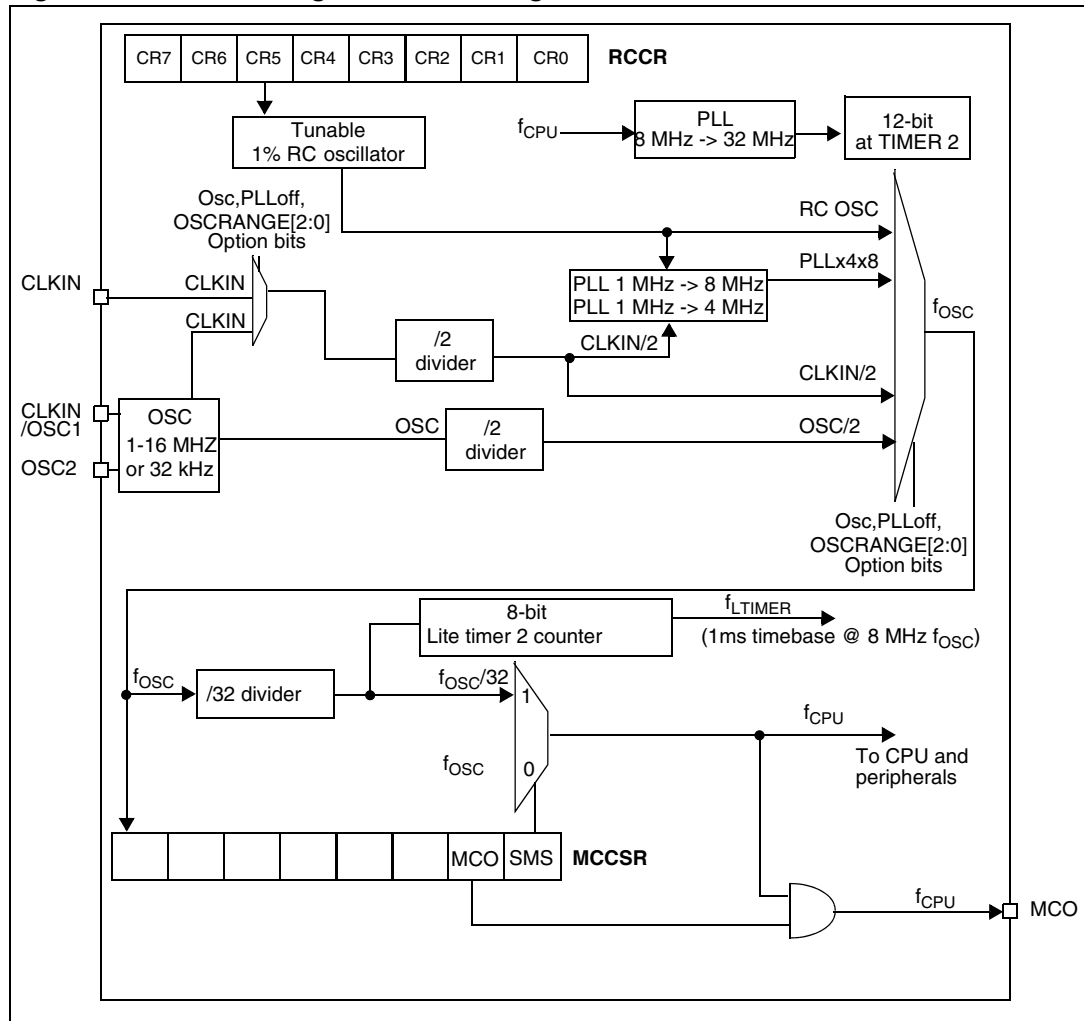 CR7 CR6 CR5 CR4 CR3 CR2 CR1 CR0 RCCR
Tunable
1% RC oscillator
fCPU
PLL
8 MHz -> 32 MHz
12-bit
at TIMER 2
Osc,PLLoff,
OSCRANGE[2:0]
Option bits
RC OSC
PLLx4x8
CLKIN
CLKIN
CLKIN
PLL 1 MHz -> 8 MHz
PLL 1 MHz -> 4 MHz
fOSC
/2
divider
CLKIN/2
CLKIN/2
CLKIN
/OSC1
OSC2
OSC
1-16 MHZ
or 32 kHz
OSC
/2
divider
OSC/2
Osc,PLLoff,
OSCRANGE[2:0]
Option bits
8-bit
Lite timer 2 counter
fLTIMER
(1ms timebase @ 8 MHz fOSC)
fOSC
/32 divider
fOSC/32
1
fOSC
0
fCPU
To CPU and
peripherals
MCO SMS MCCSR
fCPU
MCO